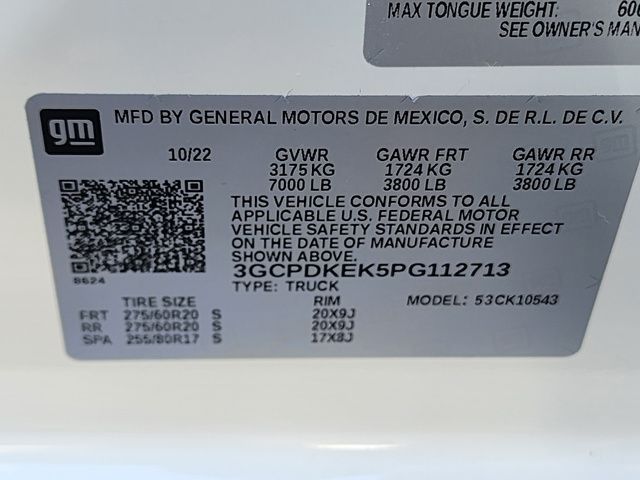 MAX TONGUE WEIGHT:
SEE OWNER'S MAN
gm
MFD BY GENERAL MOTORS DE MEXICO, S. DE R.L. DE C.V.
10/22 GVWR GAWR FRT GAWR RR
3175 KG 1724 KG 1724 KG
7000 LB 3800 LB 3800 LB
THIS VEHICLE CONFORMS TO ALL
APPLICABLE U.S. FEDERAL MOTOR
VEHICLE SAFETY STANDARDS IN EFFECT
ON THE DATE OF MANUFACTURE
SHOWN ABOVE.
3GCPDKEK5PG112713
8624
TYPE: TRUCK MODEL: 53CK10543
TIRE SIZE RIM
FRT 275/60R20 S 20X9J
RR 275/60R20 S 20X9J
SPA 255/80R17 S 17X8J